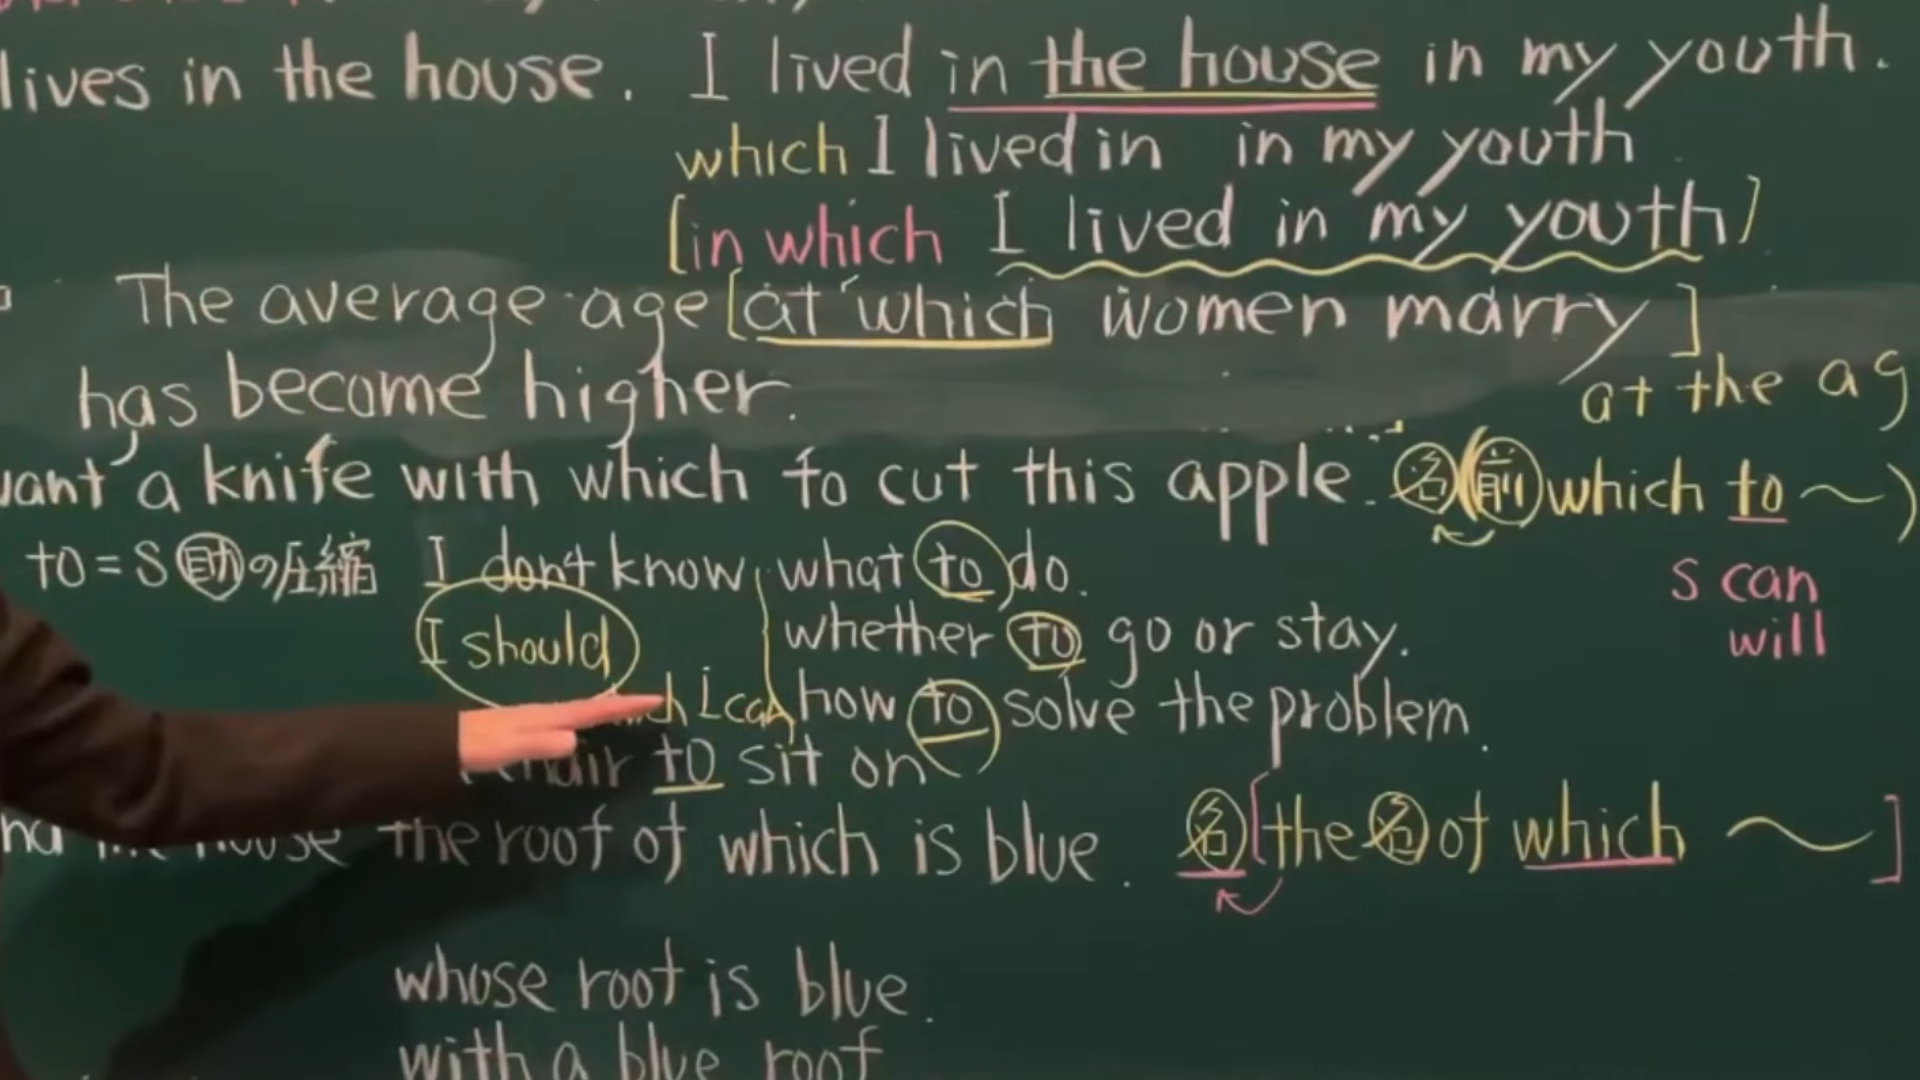 lives in the house. I lived in the house in my youth.
which I lived in in my youth
[in which I lived in my youth]
The average age [at which women marry]
has become higher.
at the ag
want a knife with which to cut this apple. 名(前 which to ~)
to = S 助の圧縮 I don't know what to do.
S can
will
I should whether to go or stay.
I can how to solve the problem.
to sit on
the house the roof of which is blue. 名[the 名 of which ~]
whose roof is blue.
with a blue roof